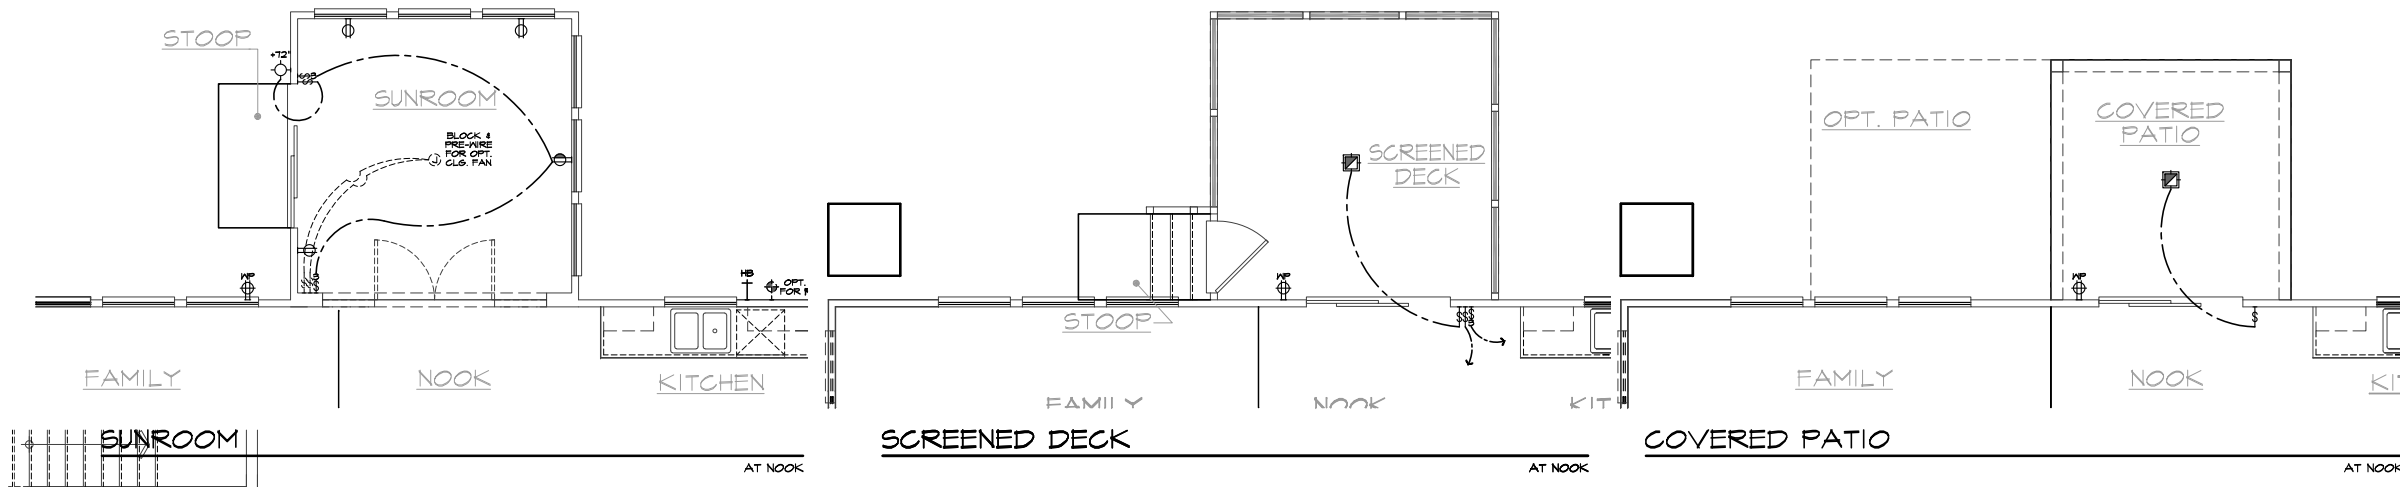 STOOP
+72"
SUNROOM
BLOCK &
PRE-WIRE
FOR OPT.
CLG. FAN
WP
HB
OPT.
FOR
FAMILY
NOOK
KITCHEN
SUNROOM
AT NOOK
SCREENED
DECK
WP
STOOP
FAMILY
NOOK
KIT
SCREENED DECK
AT NOOK
OPT. PATIO
COVERED
PATIO
WP
FAMILY
NOOK
KIT
COVERED PATIO
AT NOOK